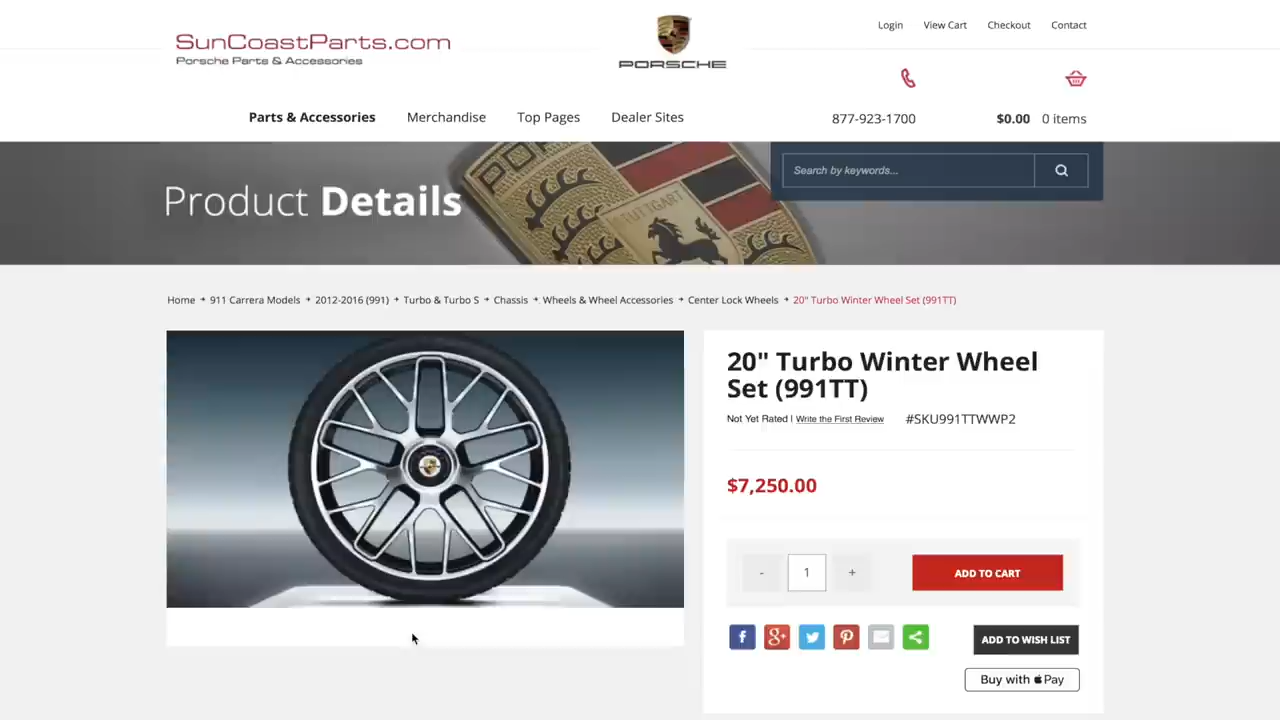 Login View Cart Checkout Contact
SunCoastParts.com
Porsche Parts & Accessories
PORSCHE
Parts & Accessories Merchandise Top Pages Dealer Sites
877-923-1700 $0.00 0 items
Search by keywords...
Product Details
Home → 911 Carrera Models → 2012-2016 (991) → Turbo & Turbo S → Chassis → Wheels & Wheel Accessories → Center Lock Wheels → 20" Turbo Winter Wheel Set (991TT)
20" Turbo Winter Wheel
Set (991TT)
Not Yet Rated | Write the First Review #SKU991TTWWP2
$7,250.00
- 1 + ADD TO CART
ADD TO WISH LIST
Buy with Pay